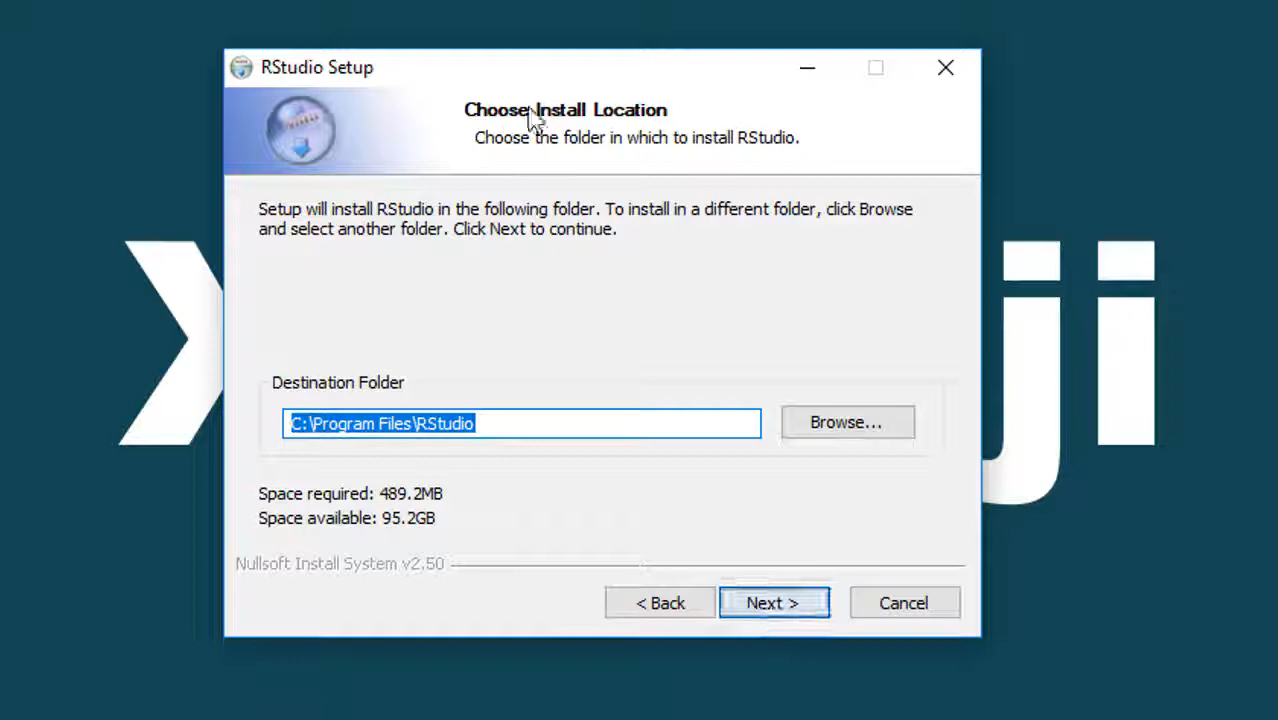 RStudio Setup
Choose Install Location
Choose the folder in which to install RStudio.
Setup will install RStudio in the following folder. To install in a different folder, click Browse
and select another folder. Click Next to continue.
Destination Folder
C:\Program Files\RStudio
Browse...
Space required: 489.2MB
Space available: 95.2GB
Nullsoft Install System v2.50
< Back
Next >
Cancel
ji